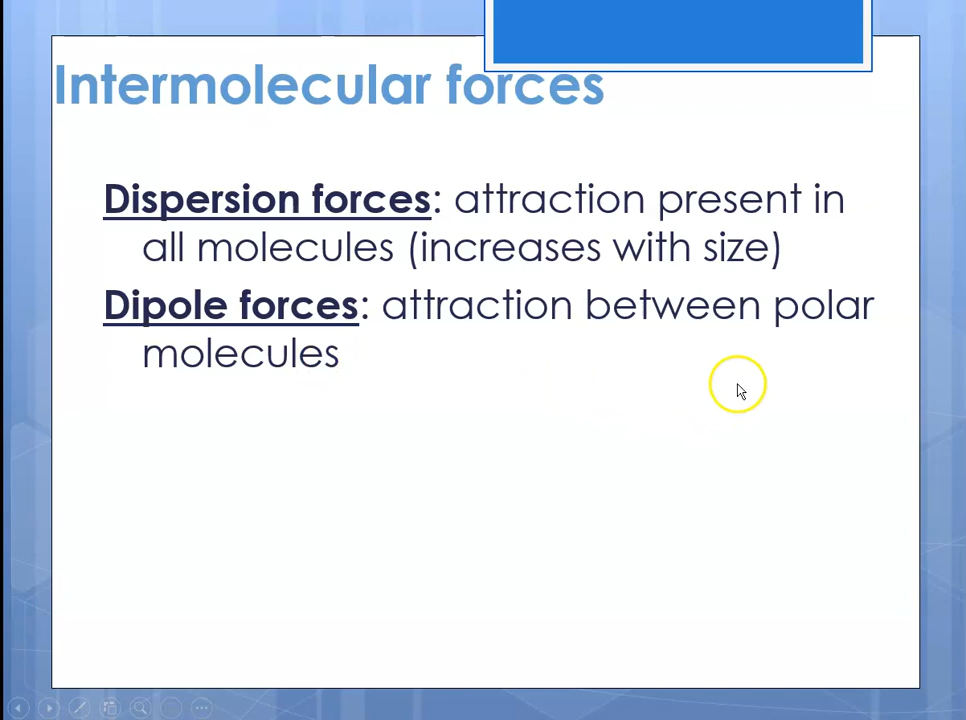 Intermolecular forces
Dispersion forces: attraction present in
all molecules (increases with size)
Dipole forces: attraction between polar
molecules